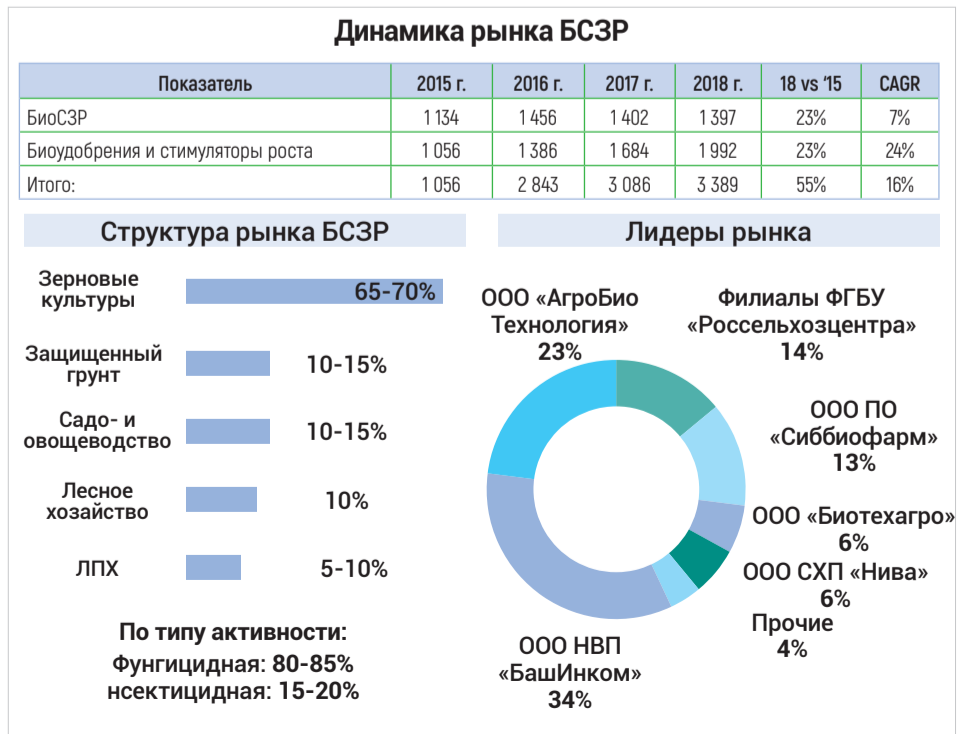 Динамика рынка БСЗР
Показатель 2015 г. 2016 г. 2017 г. 2018 г. 18 vs ‘15 CAGR
БиоСЗР 1 134 1 456 1 402 1 397 23% 7%
Биоудобрения и стимуляторы роста 1 056 1 386 1 684 1 992 23% 24%
Итого: 1 056 2 843 3 086 3 389 55% 16%
Структура рынка БСЗР
Зерновые
культуры
65-70%
Защищенный
грунт
10-15%
Садо- и
овощеводство
10-15%
Лесное
хозяйство
10%
ЛПХ
5-10%
По типу активности:
Фунгицидная: 80-85%
нсектицидная: 15-20%
Лидеры рынка
ООО «АгроБио
Технология»
23%
Филиалы ФГБУ
«Россельхозцентра»
14%
ООО ПО
«Сиббиофарм»
13%
ООО «Биотехагро»
6%
ООО СХП «Нива»
6%
Прочие
4%
ООО НВП
«БашИнком»
34%